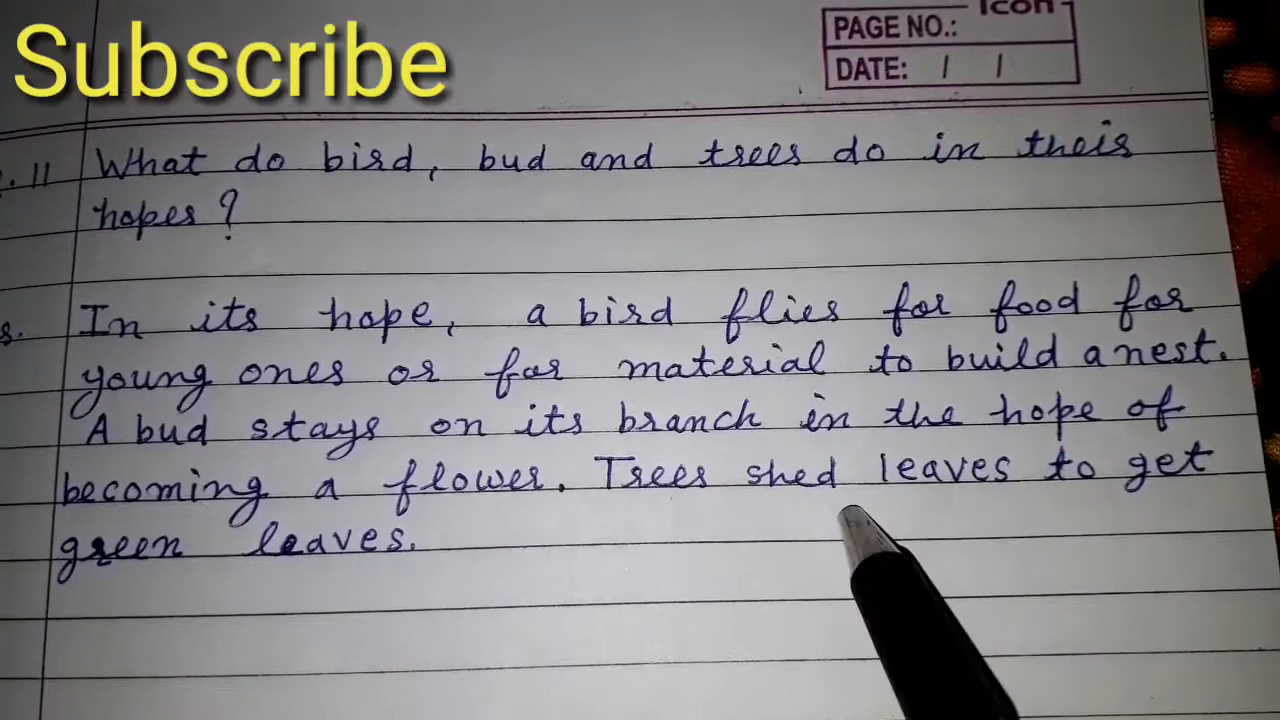 Subscribe
Icon
PAGE NO.:
DATE: / /
.11 What do bird, bud and trees do in their
hopes?
s. In its hope, a bird flies for food for
young ones or for material to build a nest.
A bud stays on its branch in the hope of
becoming a flower. Trees shed leaves to get
green leaves.